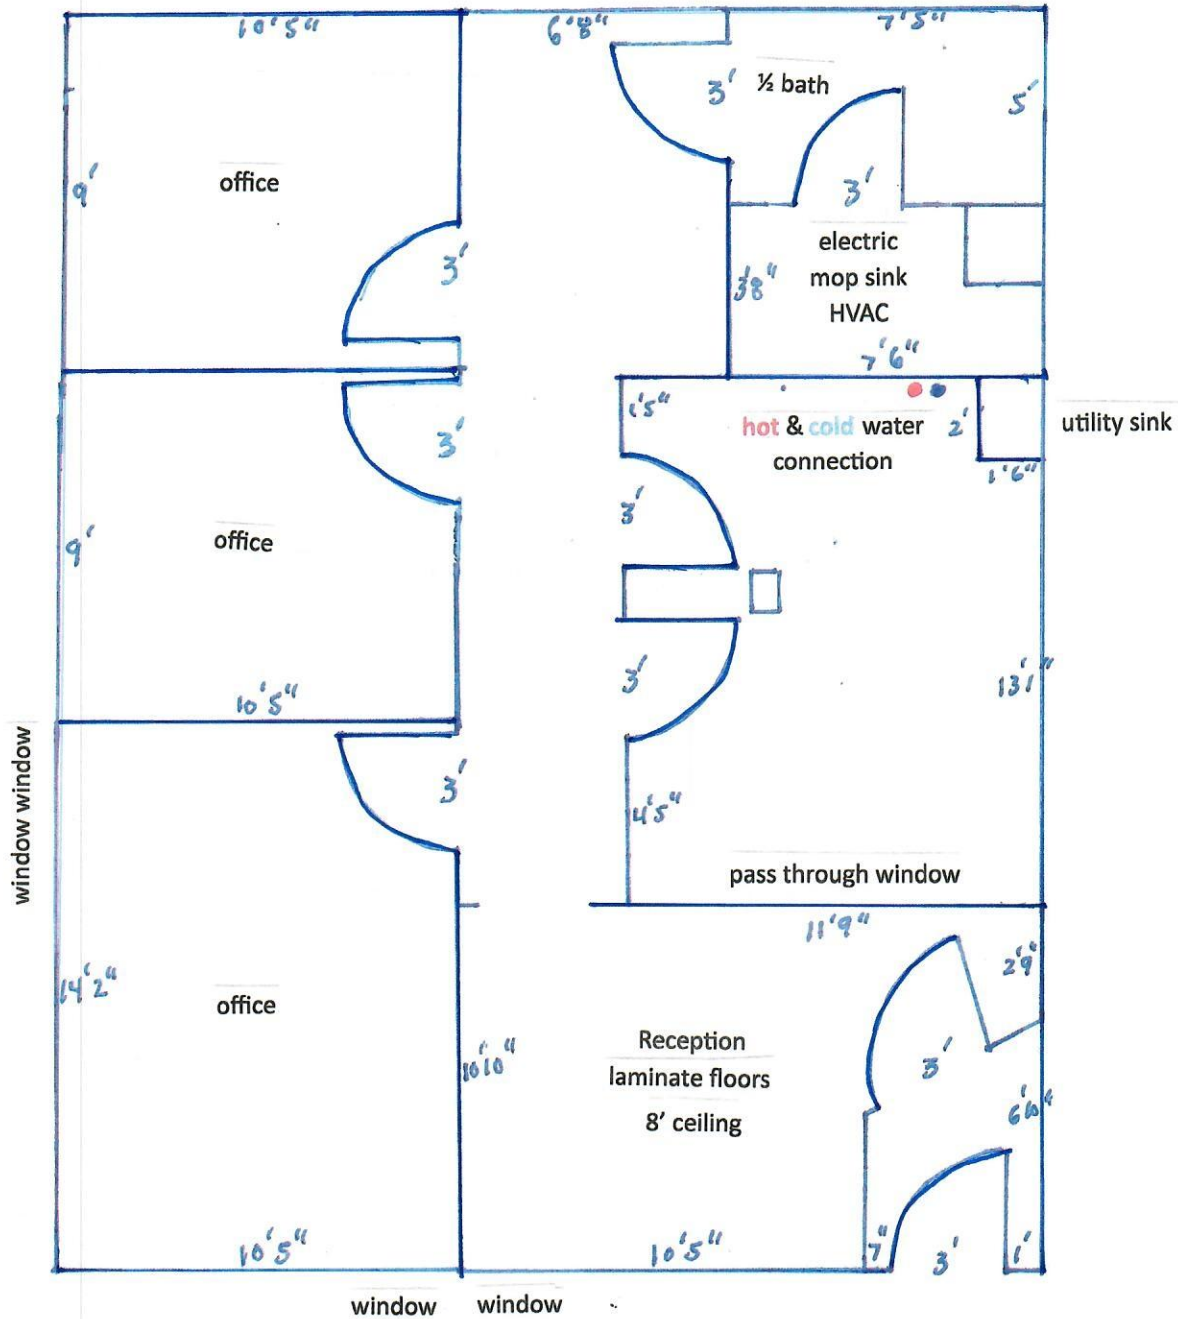 10'5"
6'8"
7'5"
3'
½ bath
5'
9'
office
3'
3'
electric
3'8"
mop sink
HVAC
7'6"
1'5"
hot & cold water
2'
utility sink
3'
connection
1'6"
3'
9'
office
3'
13'1"
10'5"
window window
3'
4'5"
pass through window
11'9"
2'9"
14'2"
office
10'10"
Reception
laminate floors
8' ceiling
3'
6'10"
10'5"
10'5"
7"
3'
1'
window
window